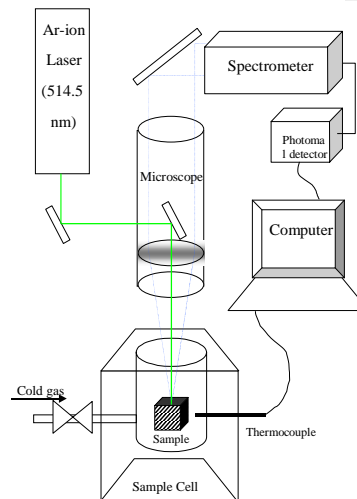 Ar-ion
Laser
(514.5
nm)
Spectrometer
Photoma
l detector
Microscope
Computer
Cold gas
Sample
Thermocouple
Sample Cell